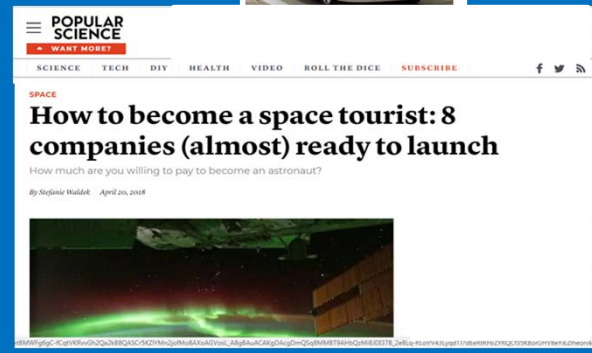 POPULAR
SCIENCE
WANT MORE?
SCIENCE TECH DIY HEALTH VIDEO ROLL THE DICE SUBSCRIBE
SPACE
How to become a space tourist: 8
companies (almost) ready to launch
How much are you willing to pay to become an astronaut?
By Stefanie Waldek April 20, 2018